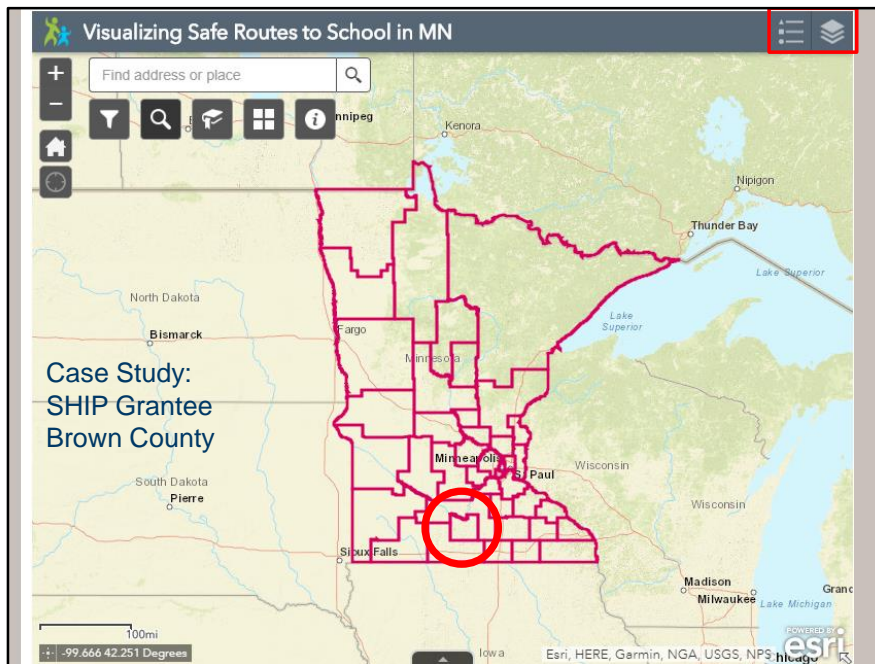 Visualizing Safe Routes to School in MN
+
Find address or place
−
nnipeg
Kenora
Nipigon
Thunder Bay
Lake Superior
North Dakota
Lake
Superior
Bismarck
Fargo
Minnesota
Case Study:
SHIP Grantee
Brown County
Minneapolis
St. Paul
Wisconsin
South Dakota
Pierre
Wisconsin
Sioux Falls
Madison
Milwaukee
Lake Michigan
Grand
100mi
-99.666 42.251 Degrees
Iowa
Esri, HERE, Garmin, NGA, USGS, NPS
Chicago
POWERED BY
esri